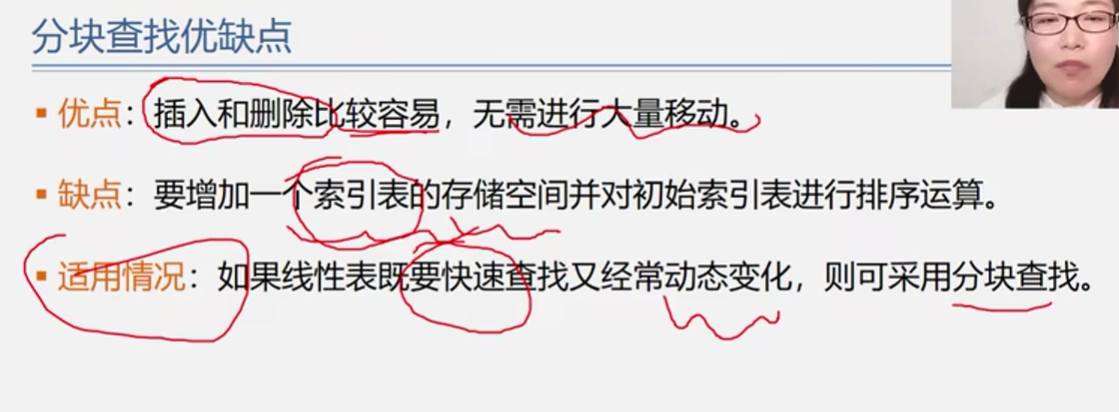 分块查找优缺点
▪ 优点：插入和删除比较容易，无需进行大量移动。
▪ 缺点：要增加一个索引表的存储空间并对初始索引表进行排序运算。
▪ 适用情况：如果线性表既要快速查找又经常动态变化，则可采用分块查找。